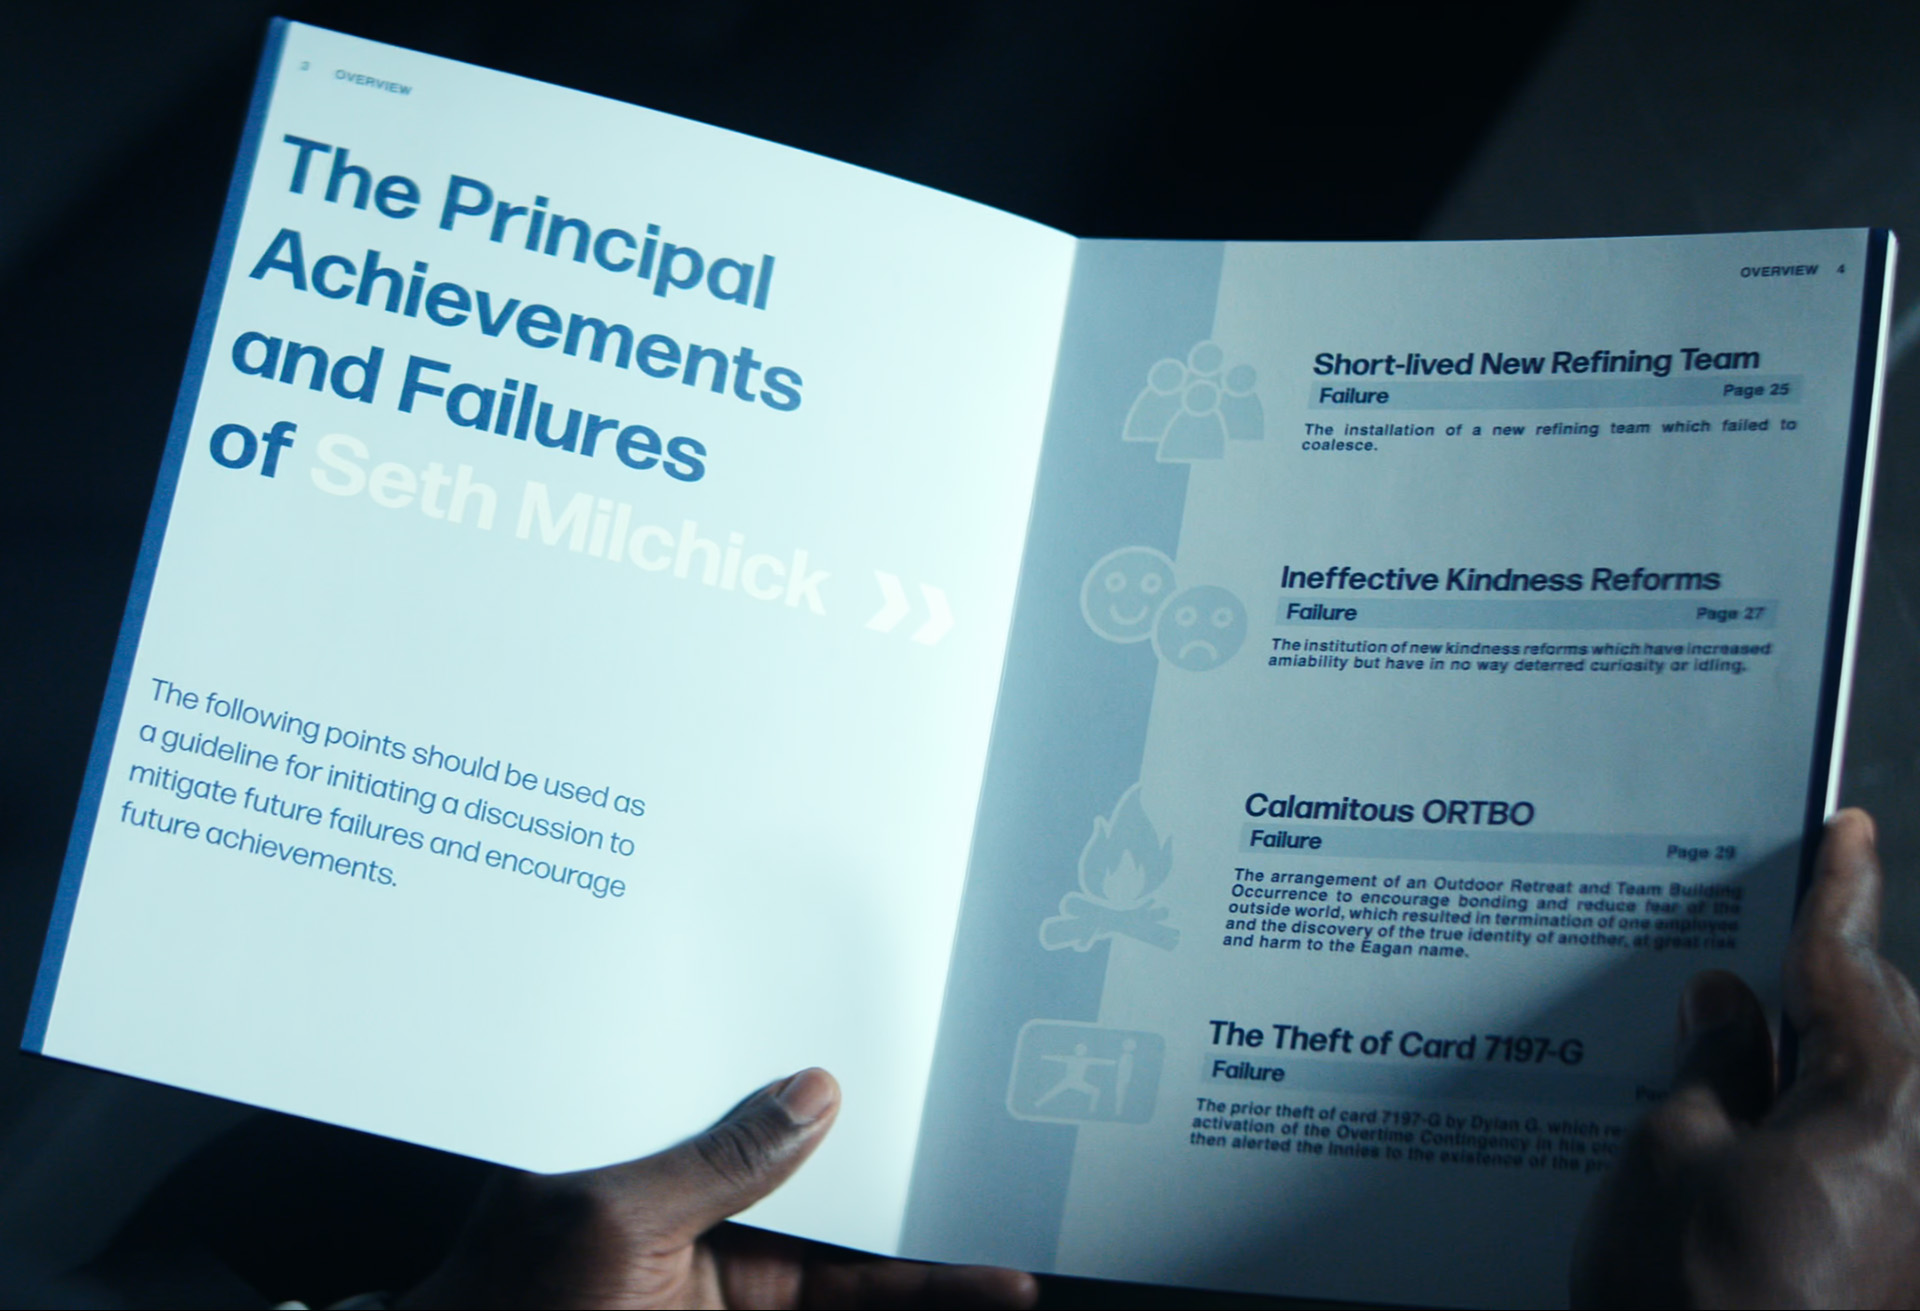 3 OVERVIEW
The Principal
Achievements
and Failures
of Seth Milchick
The following points should be used as
a guideline for initiating a discussion to
mitigate future failures and encourage
future achievements.
OVERVIEW 4
Short-lived New Refining Team
Failure Page 25
The installation of a new refining team which failed to
coalesce.
Ineffective Kindness Reforms
Failure Page 27
The institution of new kindness reforms which have increased
amiability but have in no way deterred curiosity or idling.
Calamitous ORTBO
Failure Page 29
The arrangement of an Outdoor Retreat and Team Building
Occurrence to encourage bonding and reduce fear of the
outside world, which resulted in termination of one employee
and the discovery of the true identity of another, at great risk
and harm to the Eagan name.
The Theft of Card 7197-G
Failure
The prior theft of card 7197-G by Dylan G. which
activation of the Overtime Contingency in his
then alerted the Innies to the existence of the